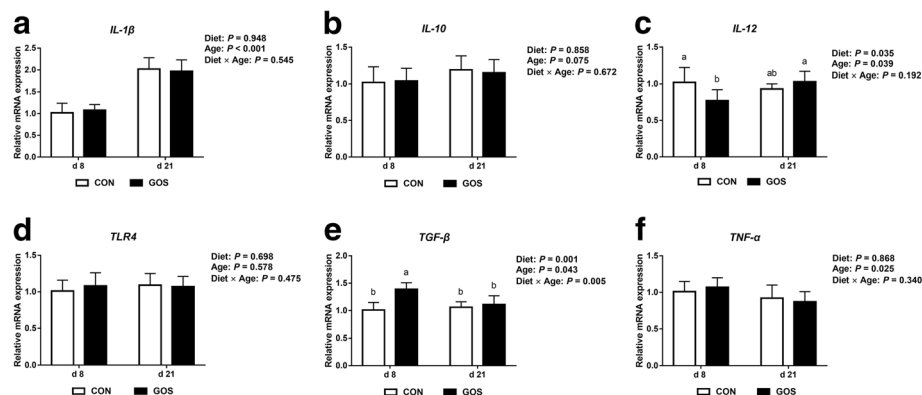 a
IL-1β
Diet: P = 0.948
Age: P < 0.001
Diet × Age: P = 0.545
Relative mRNA expression
2.5
2.0
1.5
1.0
0.5
0.0
d 8
d 21
CON
GOS
b
IL-10
Diet: P = 0.858
Age: P = 0.075
Diet × Age: P = 0.672
Relative mRNA expression
1.5
1.0
0.5
0.0
d 8
d 21
CON
GOS
c
IL-12
Diet: P = 0.035
Age: P = 0.039
Diet × Age: P = 0.192
Relative mRNA expression
1.5
1.0
0.5
0.0
a
b
ab
a
d 8
d 21
CON
GOS
d
TLR4
Diet: P = 0.698
Age: P = 0.578
Diet × Age: P = 0.475
Relative mRNA expression
1.5
1.0
0.5
0.0
d 8
d 21
CON
GOS
e
TGF-β
Diet: P = 0.001
Age: P = 0.043
Diet × Age: P = 0.005
Relative mRNA expression
2.0
1.5
1.0
0.5
0.0
b
a
b
b
d 8
d 21
CON
GOS
f
TNF-α
Diet: P = 0.868
Age: P = 0.025
Diet × Age: P = 0.340
Relative mRNA expression
1.5
1.0
0.5
0.0
d 8
d 21
CON
GOS